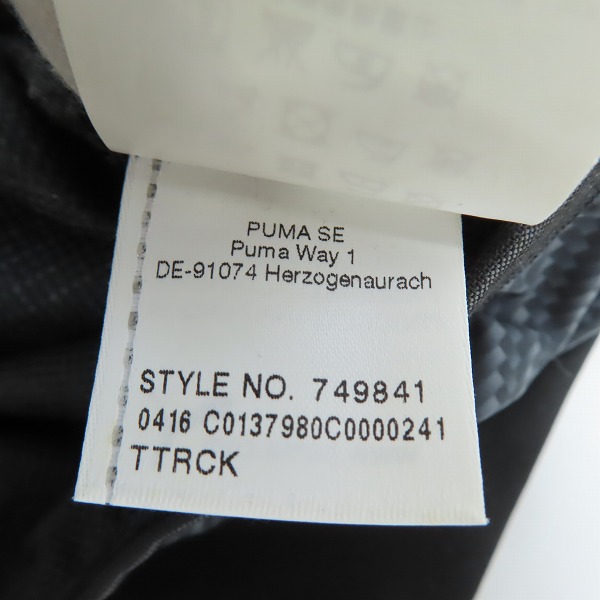 PUMA SE
Puma Way 1
DE-91074 Herzogenaurach
STYLE NO. 749841
0416 C0137980C0000241
TTRCK